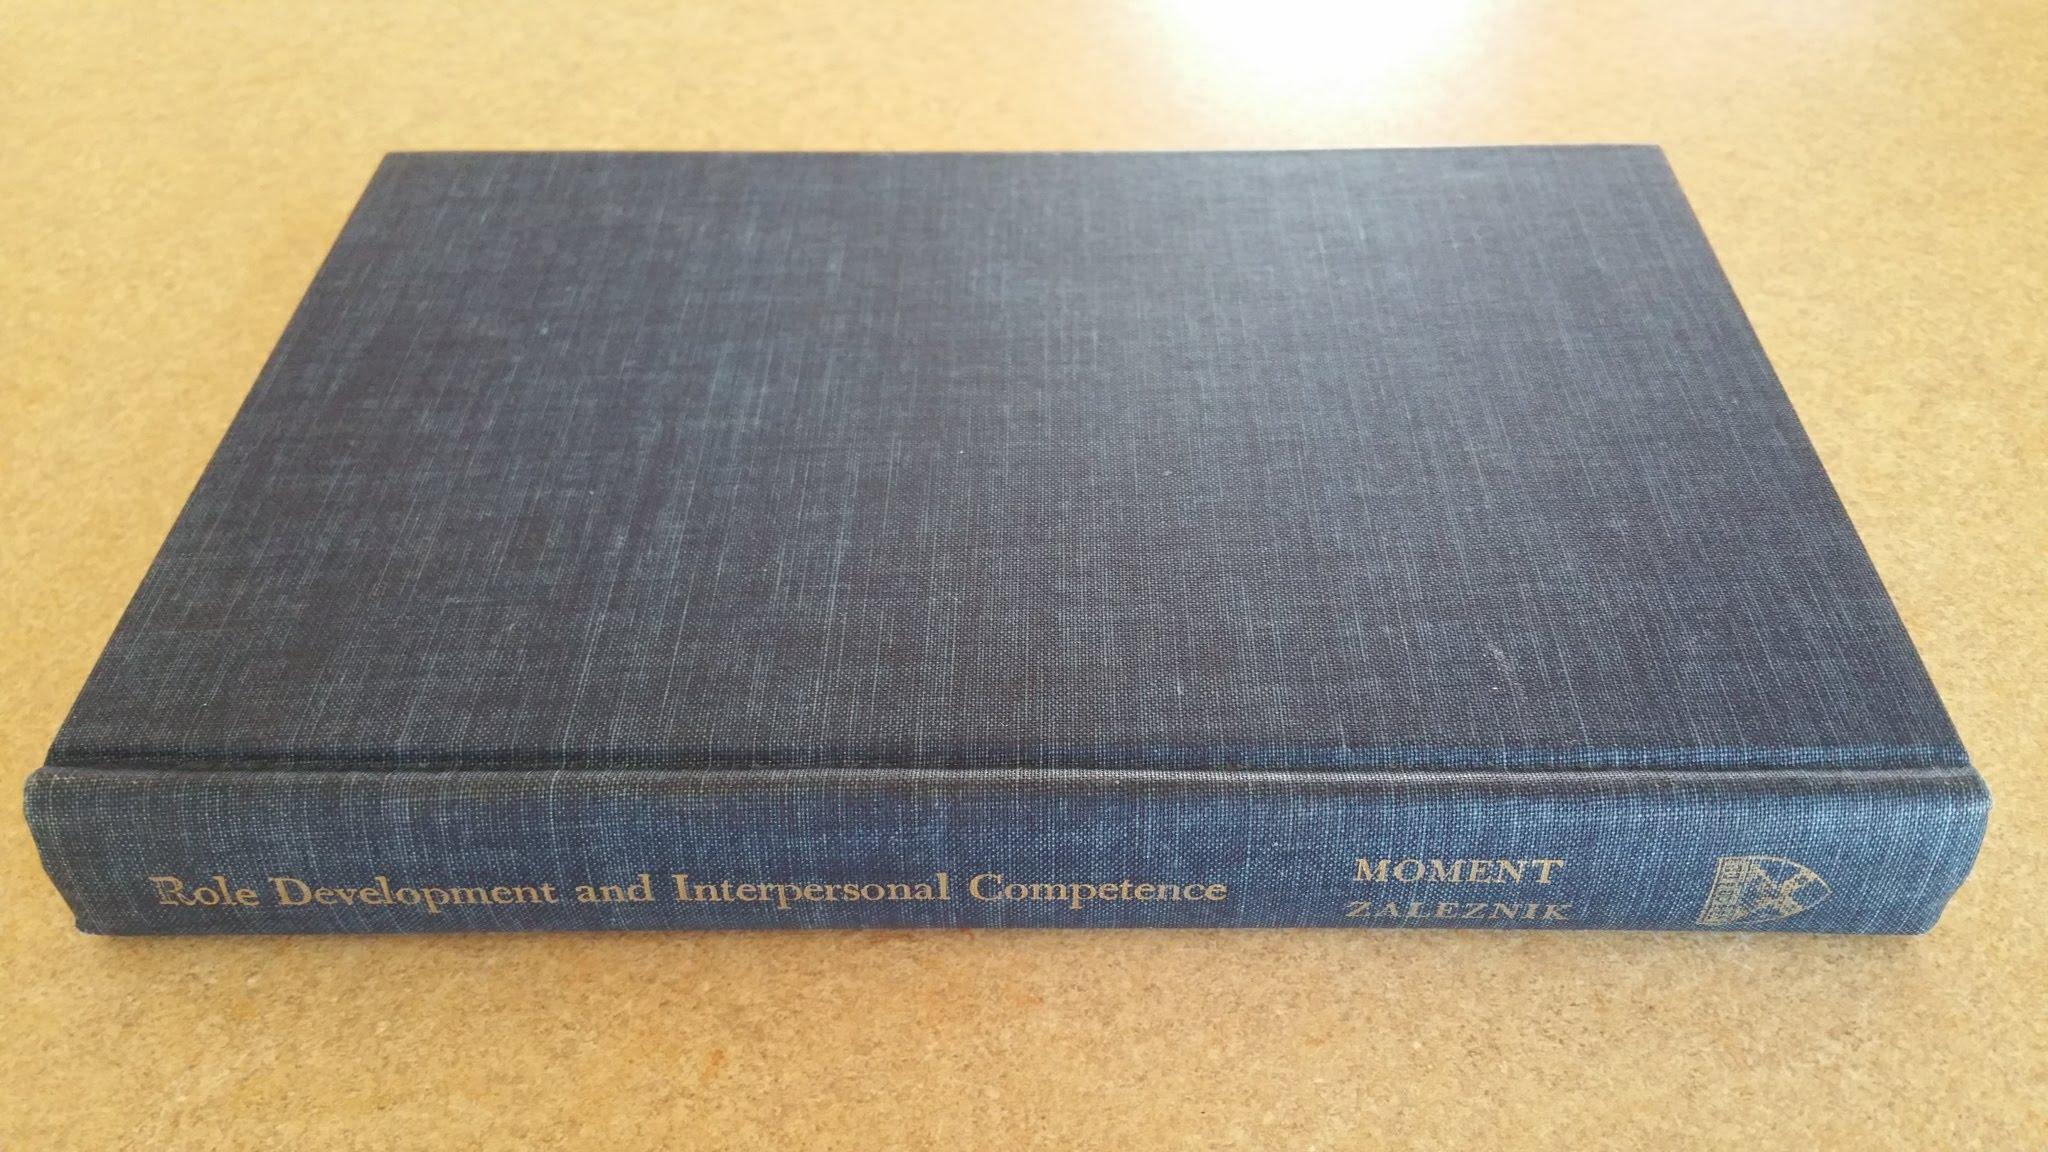 Role Development and Interpersonal Competence
MOMENT
ZALEZNIK